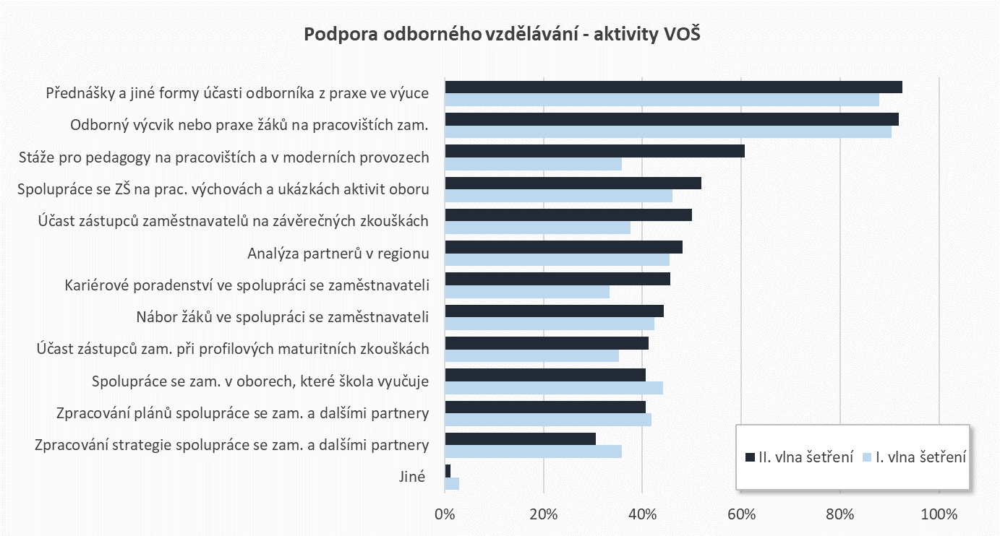 Podpora odborného vzdělávání - aktivity VOŠ
Přednášky a jiné formy účasti odborníka z praxe ve výuce
Odborný výcvik nebo praxe žáků na pracovištích zam.
Stáže pro pedagogy na pracovištích a v moderních provozech
Spolupráce se ZŠ na prac. výchovách a ukázkách aktivit oboru
Účast zástupců zaměstnavatelů na závěrečných zkouškách
Analýza partnerů v regionu
Kariérové poradenství ve spolupráci se zaměstnavateli
Nábor žáků ve spolupráci se zaměstnavateli
Účast zástupců zam. při profilových maturitních zkouškách
Spolupráce se zam. v oborech, které škola vyučuje
Zpracování plánů spolupráce se zam. a dalšími partnery
Zpracování strategie spolupráce se zam. a dalšími partnery
Jiné
II. vlna šetření I. vlna šetření
0% 20% 40% 60% 80% 100%